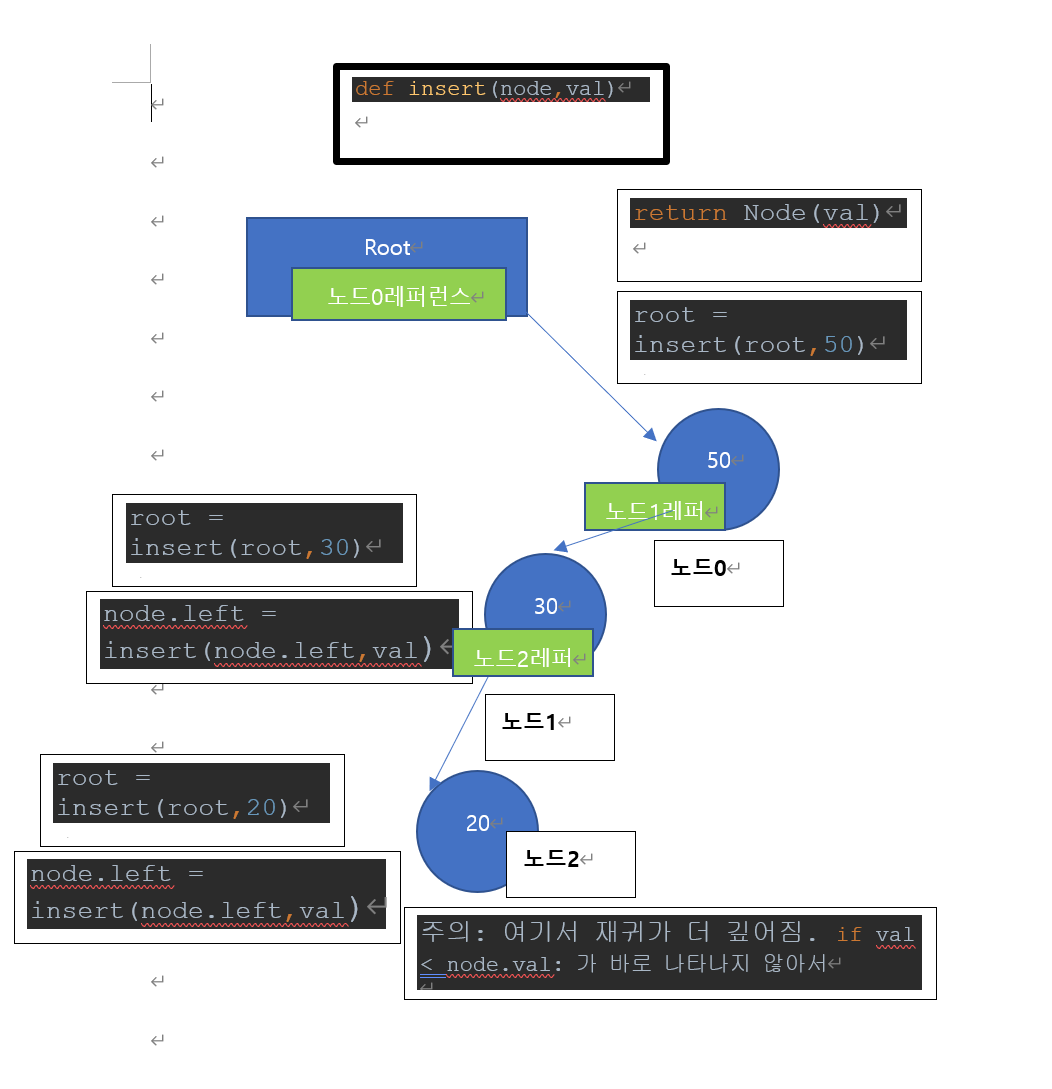 def insert(node,val)
Root
노드0레퍼런스
return Node(val)
root =
insert(root,50)
50
노드1레퍼
노드0
root =
insert(root,30)
node.left =
insert(node.left,val)
30
노드2레퍼
노드1
root =
insert(root,20)
node.left =
insert(node.left,val)
20
노드2
주의: 여기서 재귀가 더 깊어짐. if val
< node.val: 가 바로 나타나지 않아서